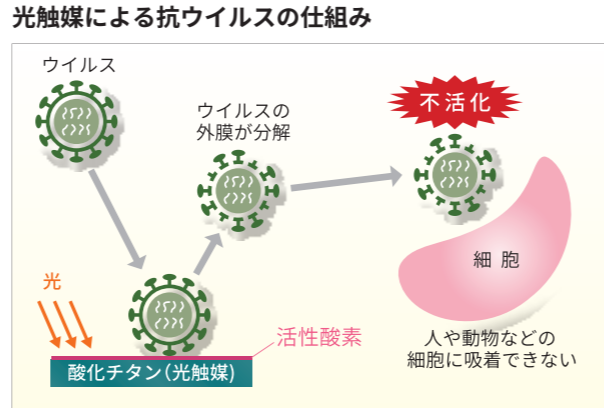 光触媒による抗ウイルスの仕組み
ウイルス
ウイルスの
外膜が分解
不活化
細胞
光
活性酸素
酸化チタン(光触媒)
人や動物などの
細胞に吸着できない